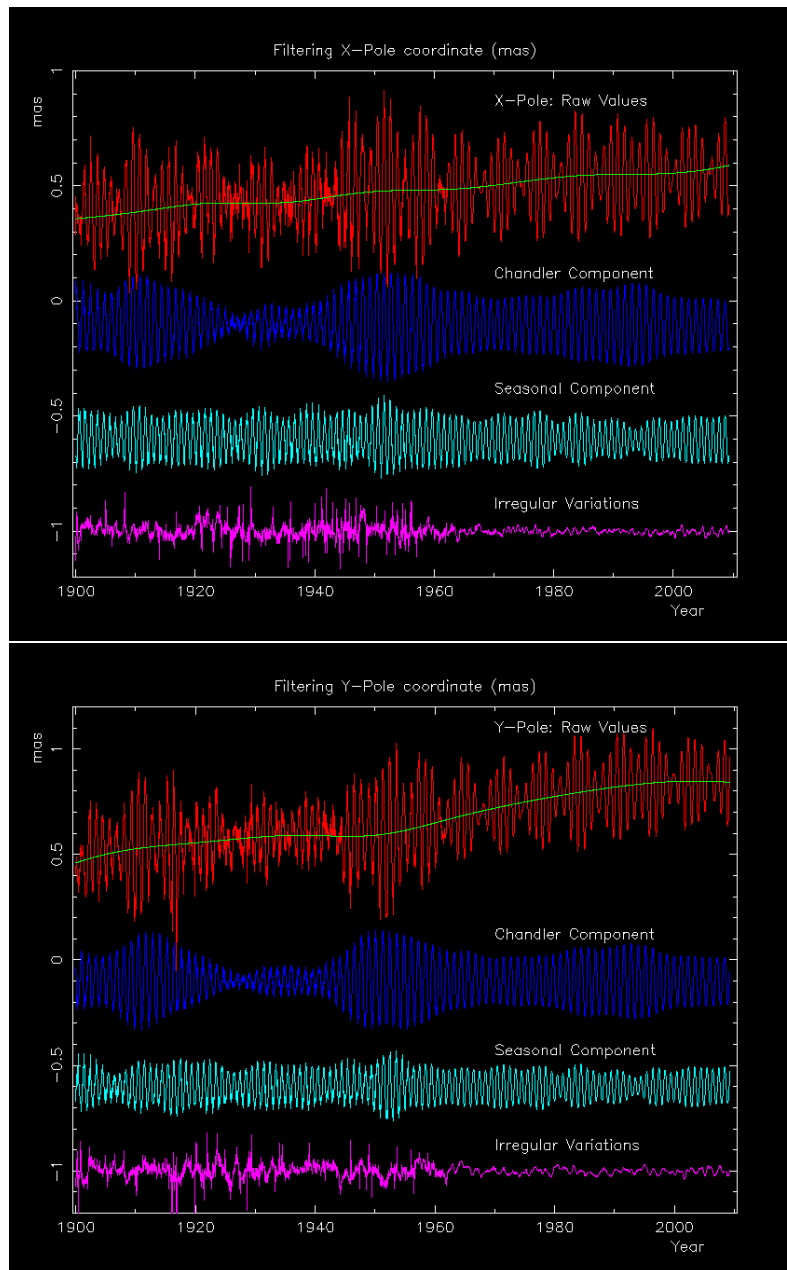 Filtering X-Pole coordinate (mas)
mas
1
0.5
0
-0.5
-1
X-Pole: Raw Values
Chandler Component
Seasonal Component
Irregular Variations
1900 1920 1940 1960 1980 2000
Year
Filtering Y-Pole coordinate (mas)
mas
1
0.5
0
-0.5
-1
Y-Pole: Raw Values
Chandler Component
Seasonal Component
Irregular Variations
1900 1920 1940 1960 1980 2000
Year